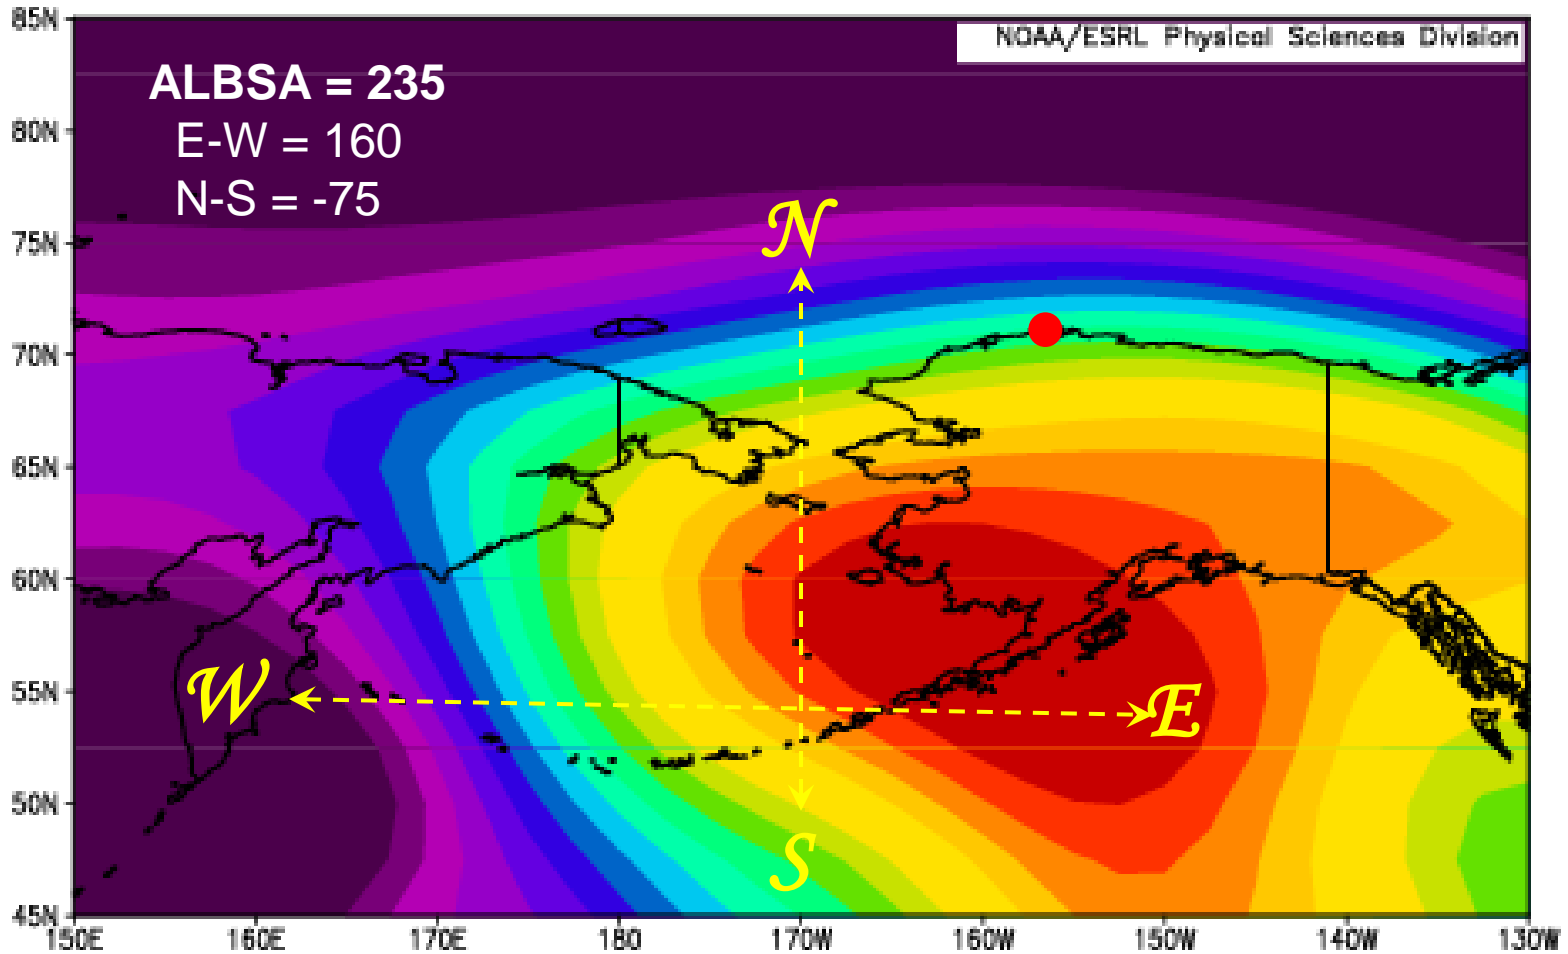 85N
NOAA/ESRL Physical Sciences Division
ALBSA = 235
80N
E-W = 160
N-S = -75
N
75N
70N
65N
60N
W
55N
E
50N
S
45N
150E 160E 170E 180 170W 160W 150W 140W 130W